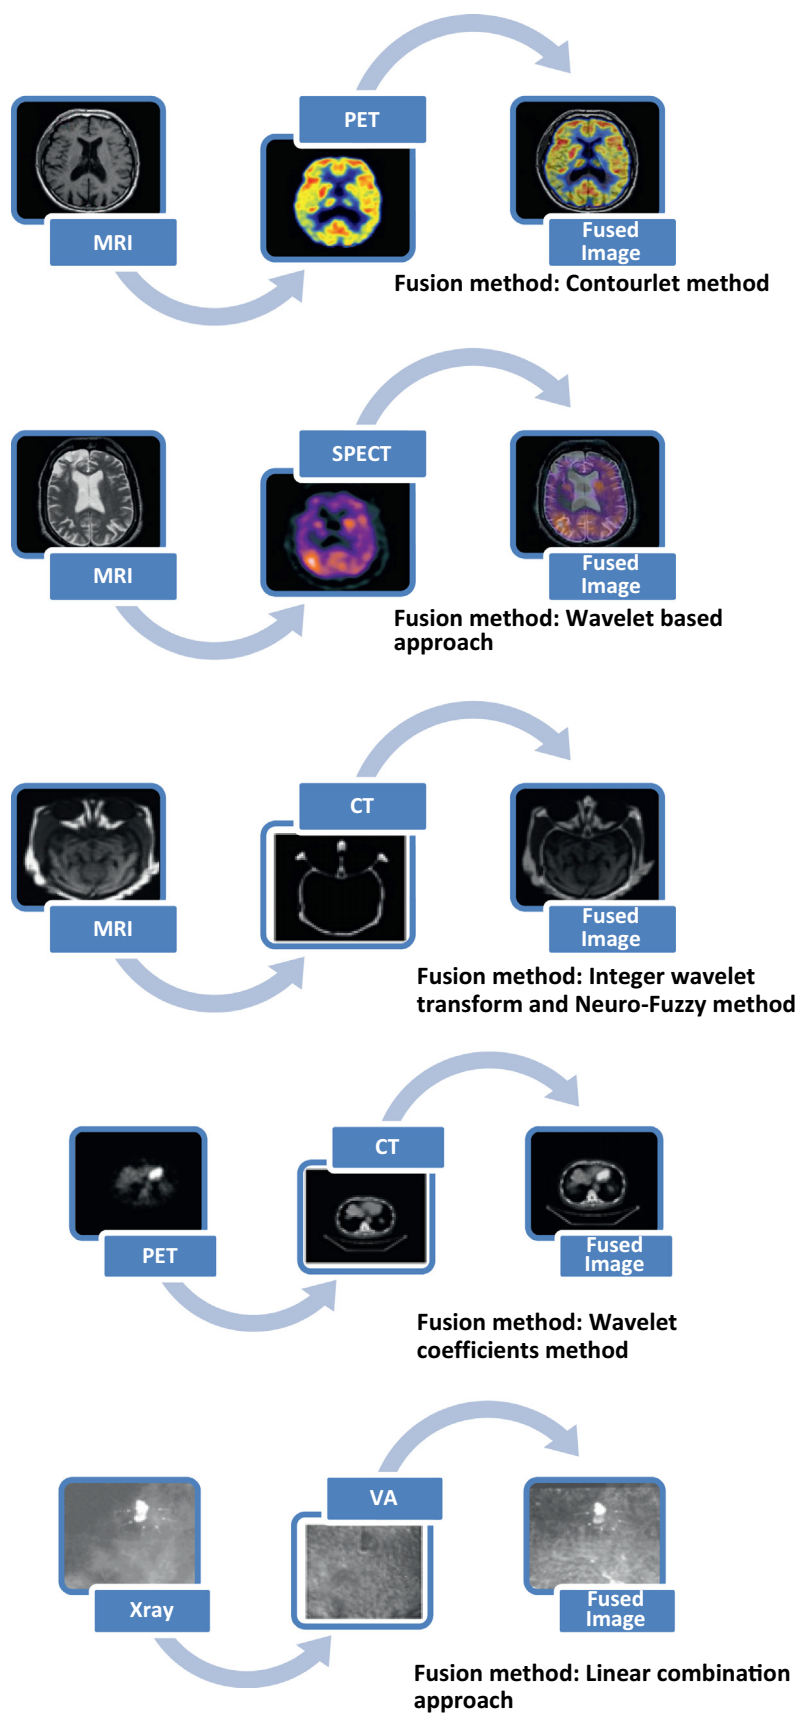 PET
MRI
Fused
Image
Fusion method: Contourlet method
SPECT
MRI
Fused
Image
Fusion method: Wavelet based
approach
CT
MRI
Fused
Image
Fusion method: Integer wavelet
transform and Neuro-Fuzzy method
CT
PET
Fused
Image
Fusion method: Wavelet
coefficients method
VA
Xray
Fused
Image
Fusion method: Linear combination
approach